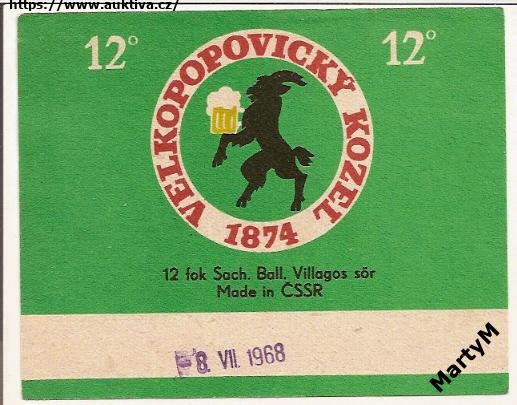 https://www.auktiva.cz/
12° 12°
VELKOPOPOVICKÝ KOZEL
1874
12 fok Sach. Ball. Villagos sör
Made in ČSSR
8. VII. 1968
MartyM